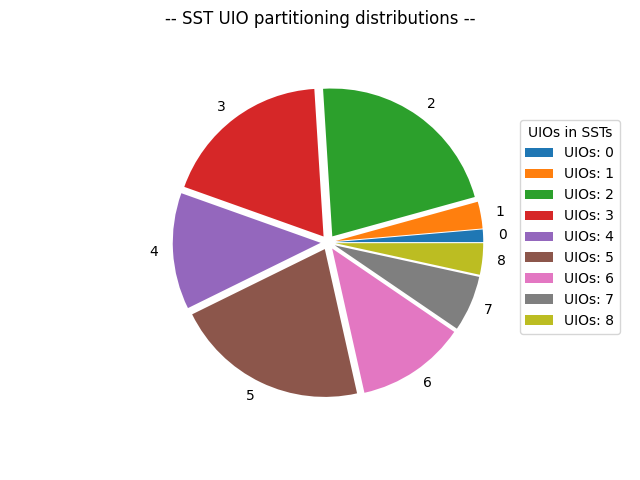 -- SST UIO partitioning distributions --
3
2
UIOs in SSTs
UIOs: 0
UIOs: 1
UIOs: 2
UIOs: 3
UIOs: 4
UIOs: 5
UIOs: 6
UIOs: 7
UIOs: 8
1
0
4
8
7
6
5